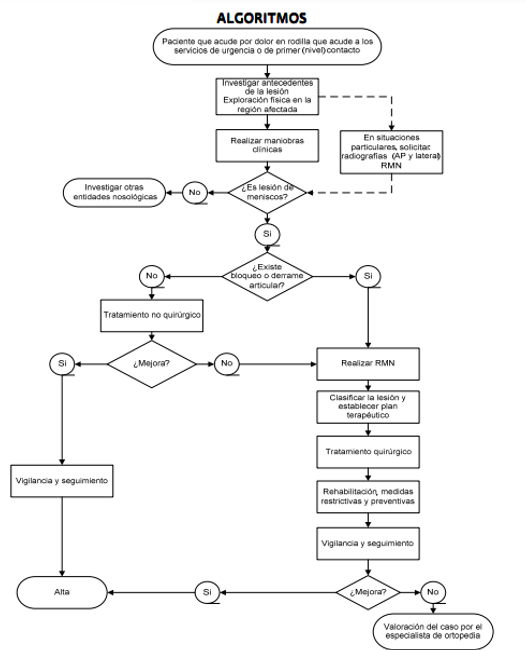 ALGORITMOS
Paciente que acude por dolor en rodilla que acude a los
servicios de urgencia o de primer (nivel) contacto
Investigar antecedentes
de la lesión
Exploración física en la
región afectada
Realizar maniobras
clínicas
En situaciones
particulares, solicitar:
radiografías (AP y lateral)
RMN
¿Es lesión de
meniscos?
No
Investigar otras
entidades nosológicas
Si
¿Existe
bloqueo o derrame
articular?
No
Si
Tratamiento no quirúrgico
¿Mejora?
Si
No
Realizar RMN
Clasificar la lesión y
establecer plan
terapéutico
Tratamiento quirúrgico
Vigilancia y seguimiento
Rehabilitación, medidas
restrictivas y preventivas
Vigilancia y seguimiento
¿Mejora?
Si
No
Alta
Valoración del caso por el
especialista de ortopedia